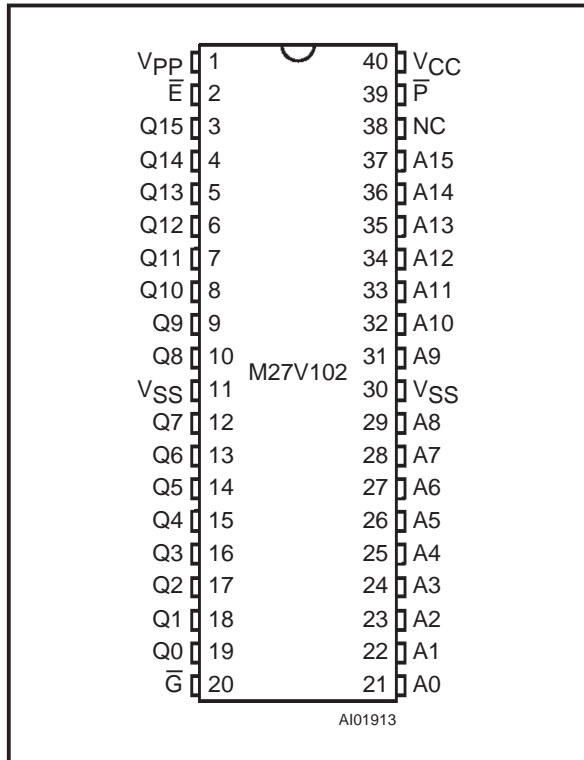 VPP 1 40 VCC
E̅ 2 39 P̅
Q15 3 38 NC
Q14 4 37 A15
Q13 5 36 A14
Q12 6 35 A13
Q11 7 34 A12
Q10 8 33 A11
Q9 9 32 A10
Q8 10 31 A9
M27V102
VSS 11 30 VSS
Q7 12 29 A8
Q6 13 28 A7
Q5 14 27 A6
Q4 15 26 A5
Q3 16 25 A4
Q2 17 24 A3
Q1 18 23 A2
Q0 19 22 A1
G̅ 20 21 A0
AI01913